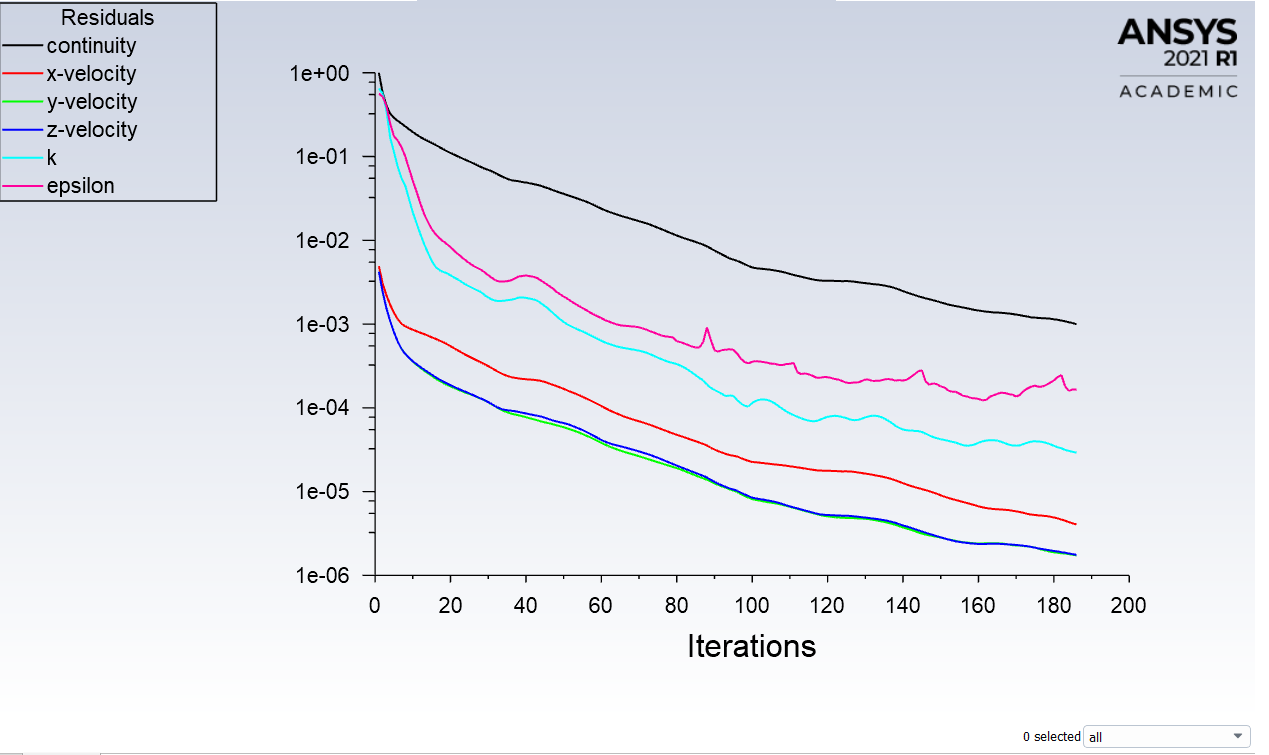 Residuals
continuity
x-velocity
y-velocity
z-velocity
k
epsilon
ANSYS
2021 R1
ACADEMIC
1e+00
1e-01
1e-02
1e-03
1e-04
1e-05
1e-06
0 20 40 60 80 100 120 140 160 180 200
Iterations
0 selected all